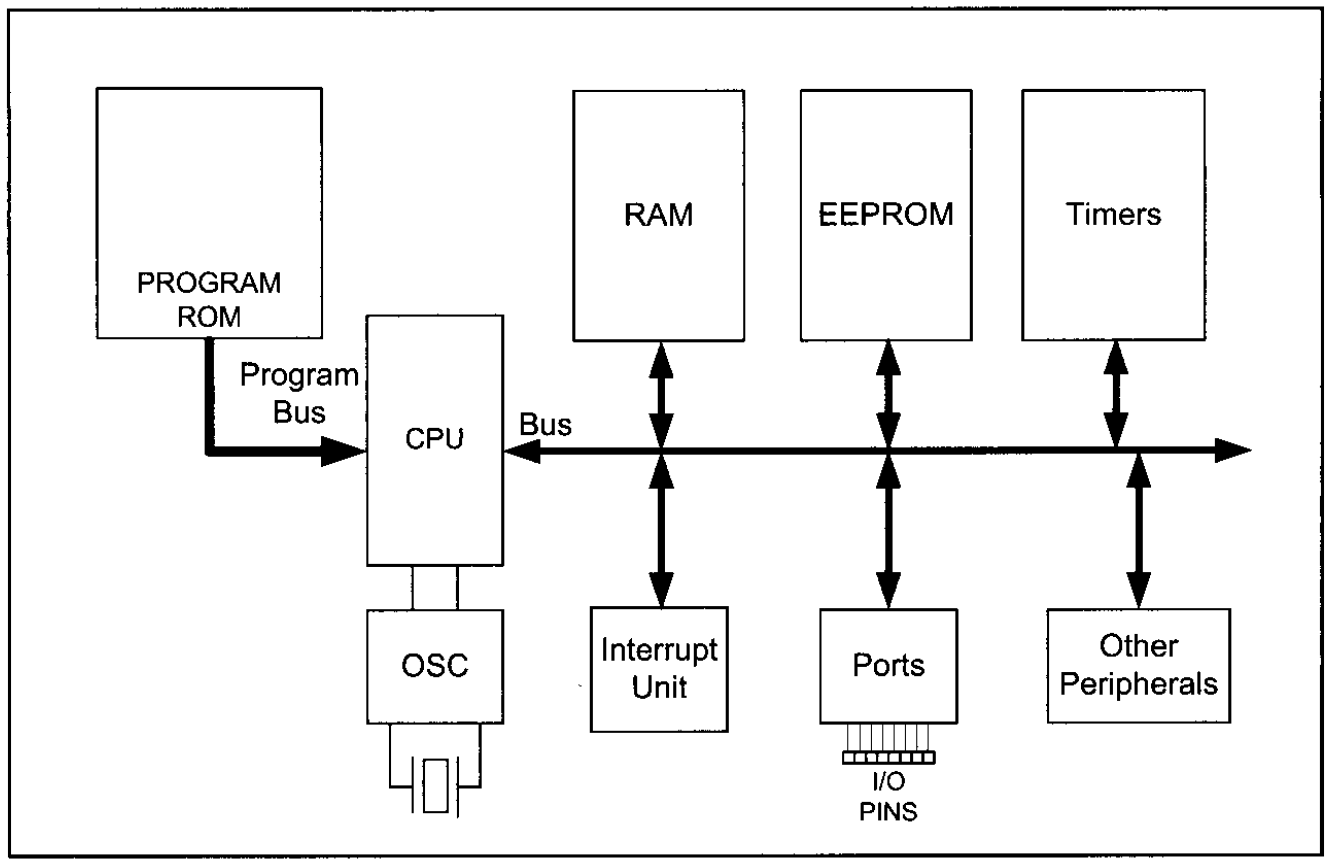 RAM
EEPROM
Timers
PROGRAM
ROM
Program
Bus
CPU
Bus
OSC
Interrupt
Unit
Ports
Other
Peripherals
I/O
PINS